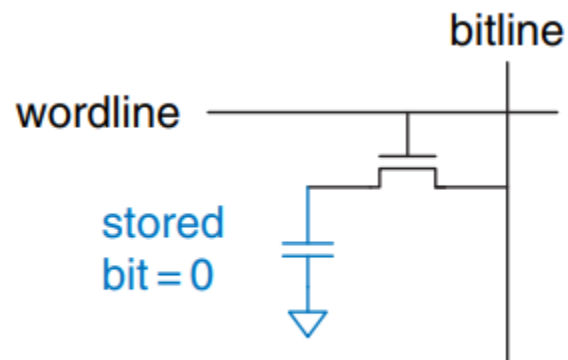 bitline
wordline
stored
bit = 0